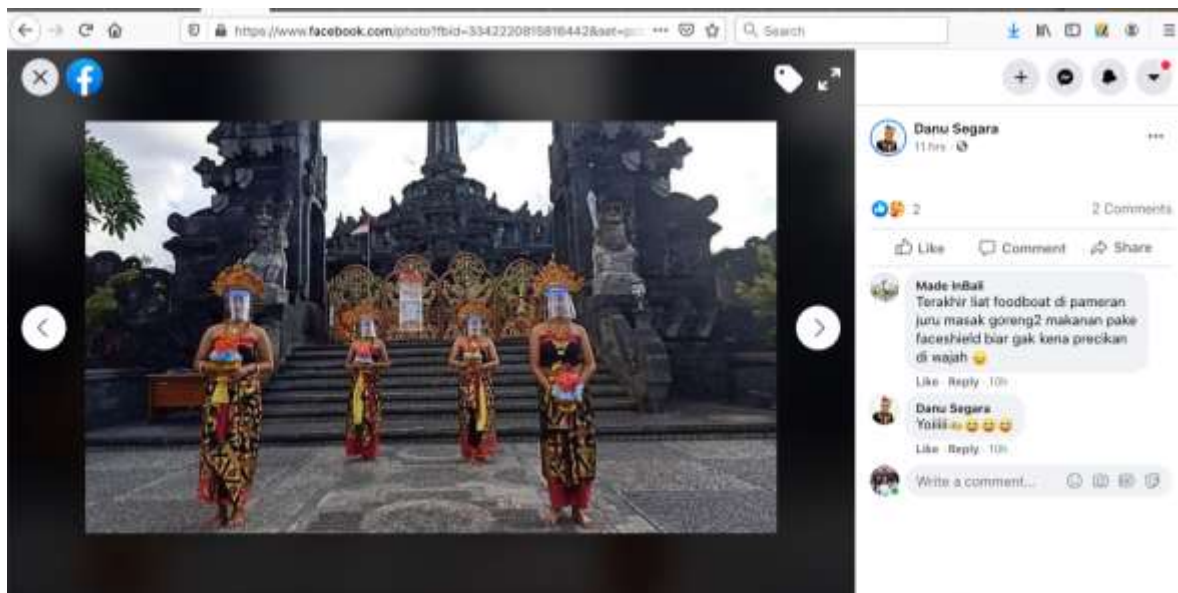 https://www.facebook.com/photo?fbid=3342220815816442&set=
Search
Danu Segara
11 hrs
2
2 Comments
Like
Comment
Share
Made InBali
Terakhir liat foodboat di pameran
juru masak goreng2 makanan pake
faceshield biar gak kena precikan
di wajah
Like Reply 10h
Danu Segara
Yoiiii
Like Reply 10h
Write a comment...